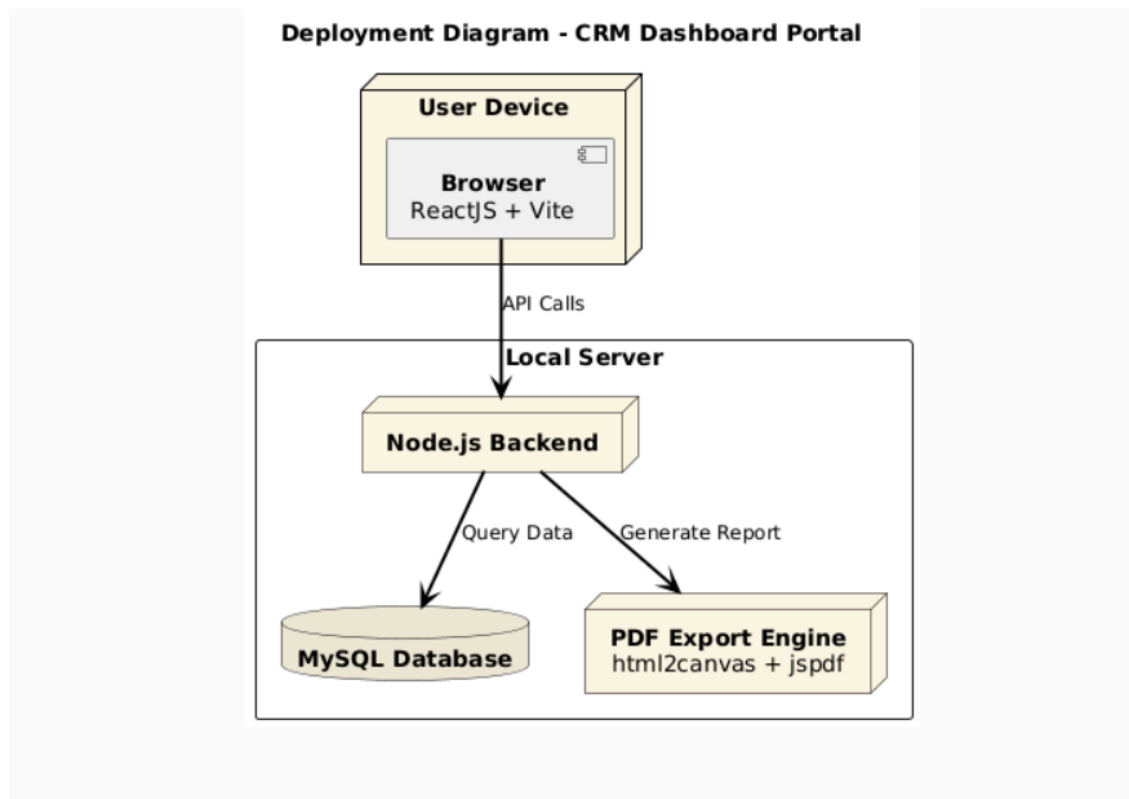 Deployment Diagram - CRM Dashboard Portal
User Device
Browser
ReactJS + Vite
API Calls
Local Server
Node.js Backend
Query Data
Generate Report
MySQL Database
PDF Export Engine
html2canvas + jspdf